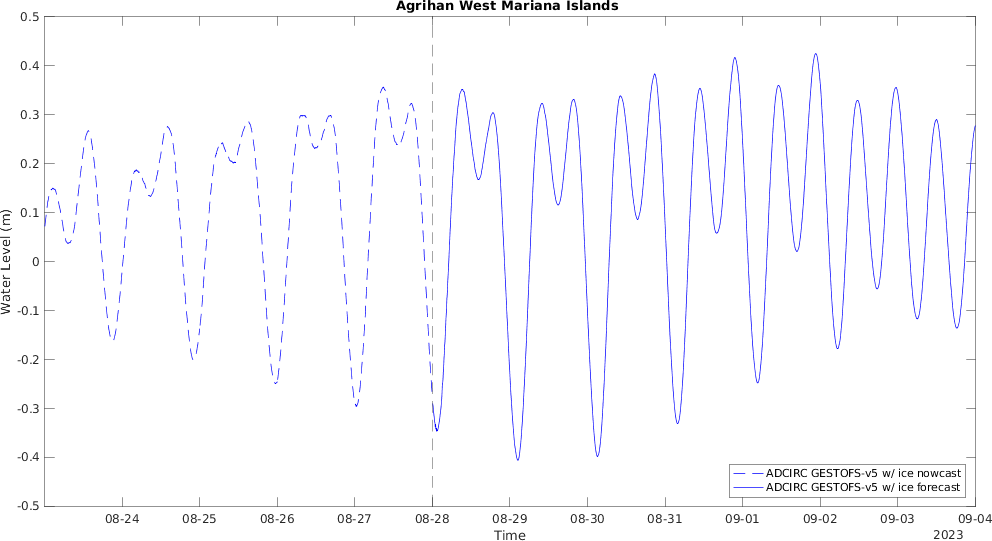 Agrihan West Mariana Islands
0.5
0.4
0.3
0.2
0.1
0
-0.1
-0.2
-0.3
-0.4
-0.5
Water Level (m)
ADCIRC GESTOFS-v5 w/ ice nowcast
ADCIRC GESTOFS-v5 w/ ice forecast
08-24 08-25 08-26 08-27 08-28 08-29 08-30 08-31 09-01 09-02 09-03 09-04
Time
2023